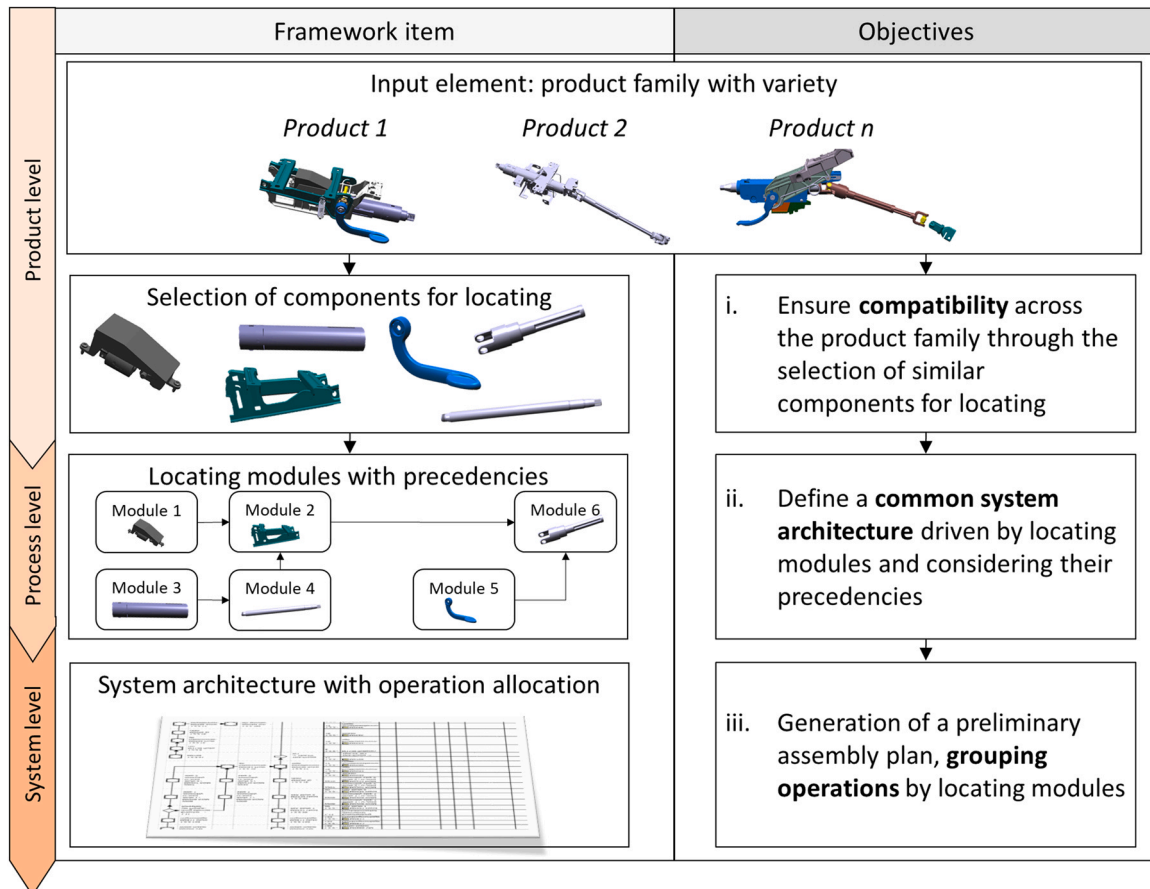 Framework item
Objectives
Product level
Input element: product family with variety
Product 1
Product 2
Product n
Selection of components for locating
i. Ensure compatibility across
the product family through the
selection of similar
components for locating
Process level
Locating modules with precedencies
Module 1
Module 2
Module 6
Module 3
Module 4
Module 5
ii. Define a common system
architecture driven by locating
modules and considering their
precedencies
System level
System architecture with operation allocation
iii. Generation of a preliminary
assembly plan, grouping
operations by locating modules